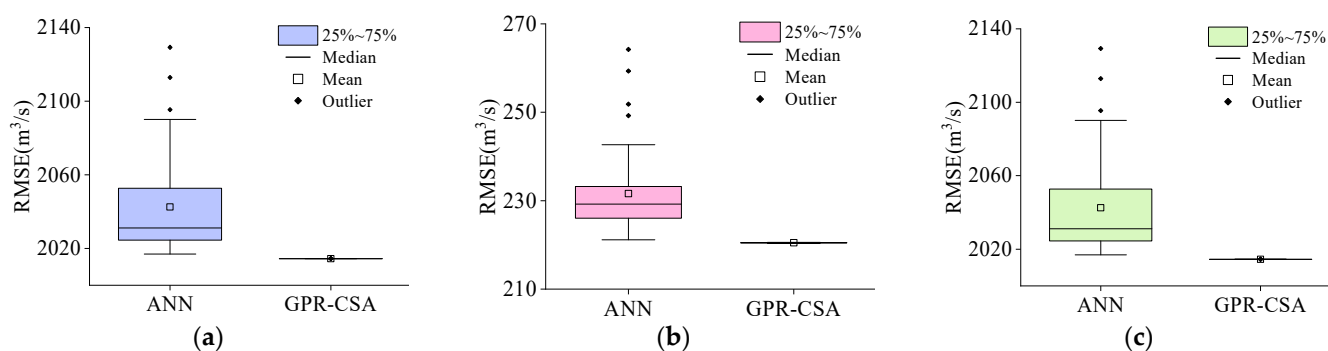 2140
2100
2060
2020
RMSE(m³/s)
25%~75%
Median
Mean
Outlier
ANN
GPR-CSA
(a)
270
250
230
210
RMSE(m³/s)
25%~75%
Median
Mean
Outlier
ANN
GPR-CSA
(b)
2140
2100
2060
2020
RMSE(m³/s)
25%~75%
Median
Mean
Outlier
ANN
GPR-CSA
(c)